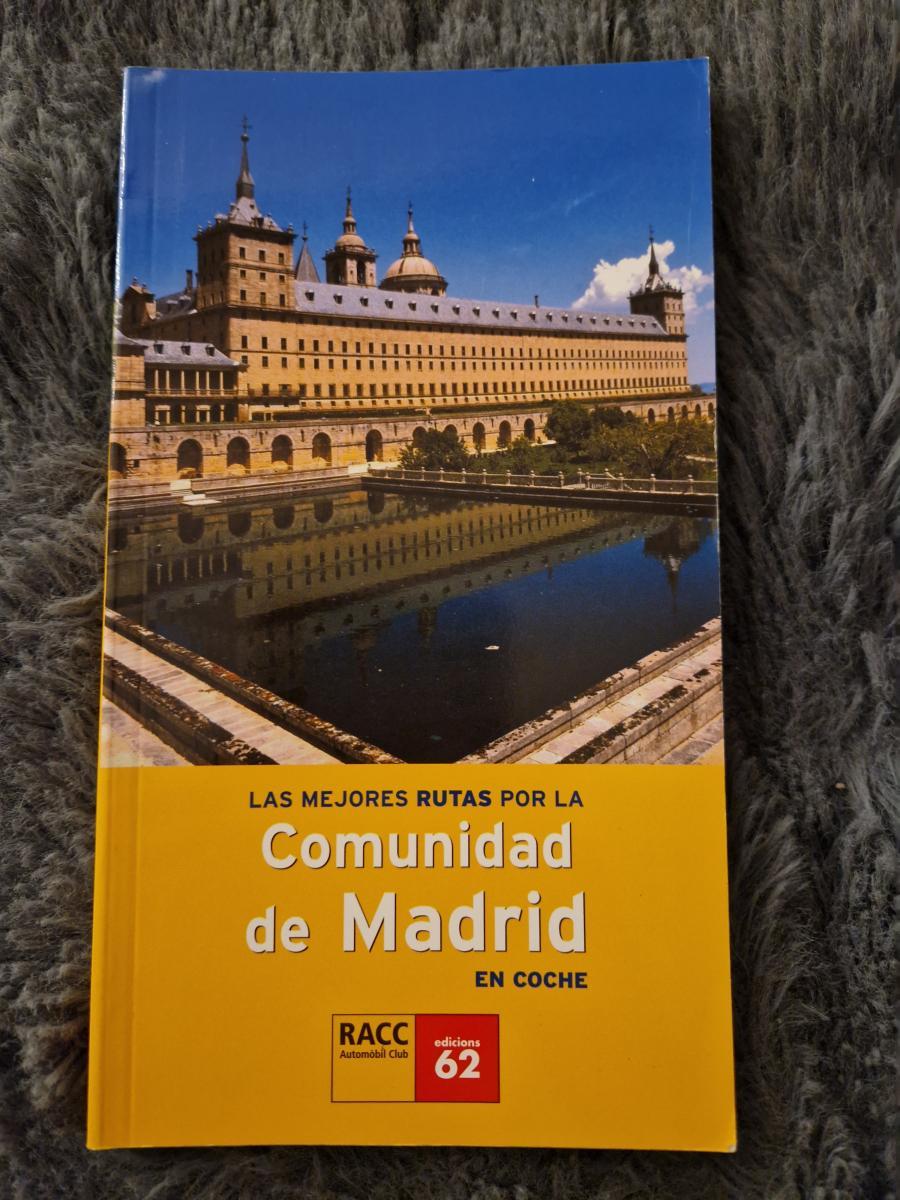 LAS MEJORES RUTAS POR LA
Comunidad
de Madrid
EN COCHE
RACC
Automòbil Club
edicions
62